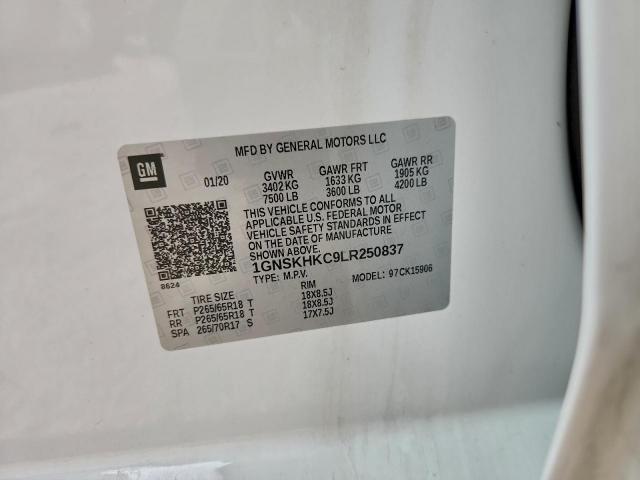 MFD BY GENERAL MOTORS LLC
GM
01/20
GVWR GAWR FRT GAWR RR
3402 KG 1633 KG 1905 KG
7500 LB 3600 LB 4200 LB
THIS VEHICLE CONFORMS TO ALL
APPLICABLE U.S. FEDERAL MOTOR
VEHICLE SAFETY STANDARDS IN EFFECT
ON THE DATE OF MANUFACTURE
SHOWN ABOVE.
1GNSKHKC9LR250837
8624
TYPE: M.P.V. MODEL: 97CK15906
TIRE SIZE RIM
FRT P265/65R18 T 18X8.5J
RR P265/65R18 T 18X8.5J
SPA 265/70R17 S 17X7.5J